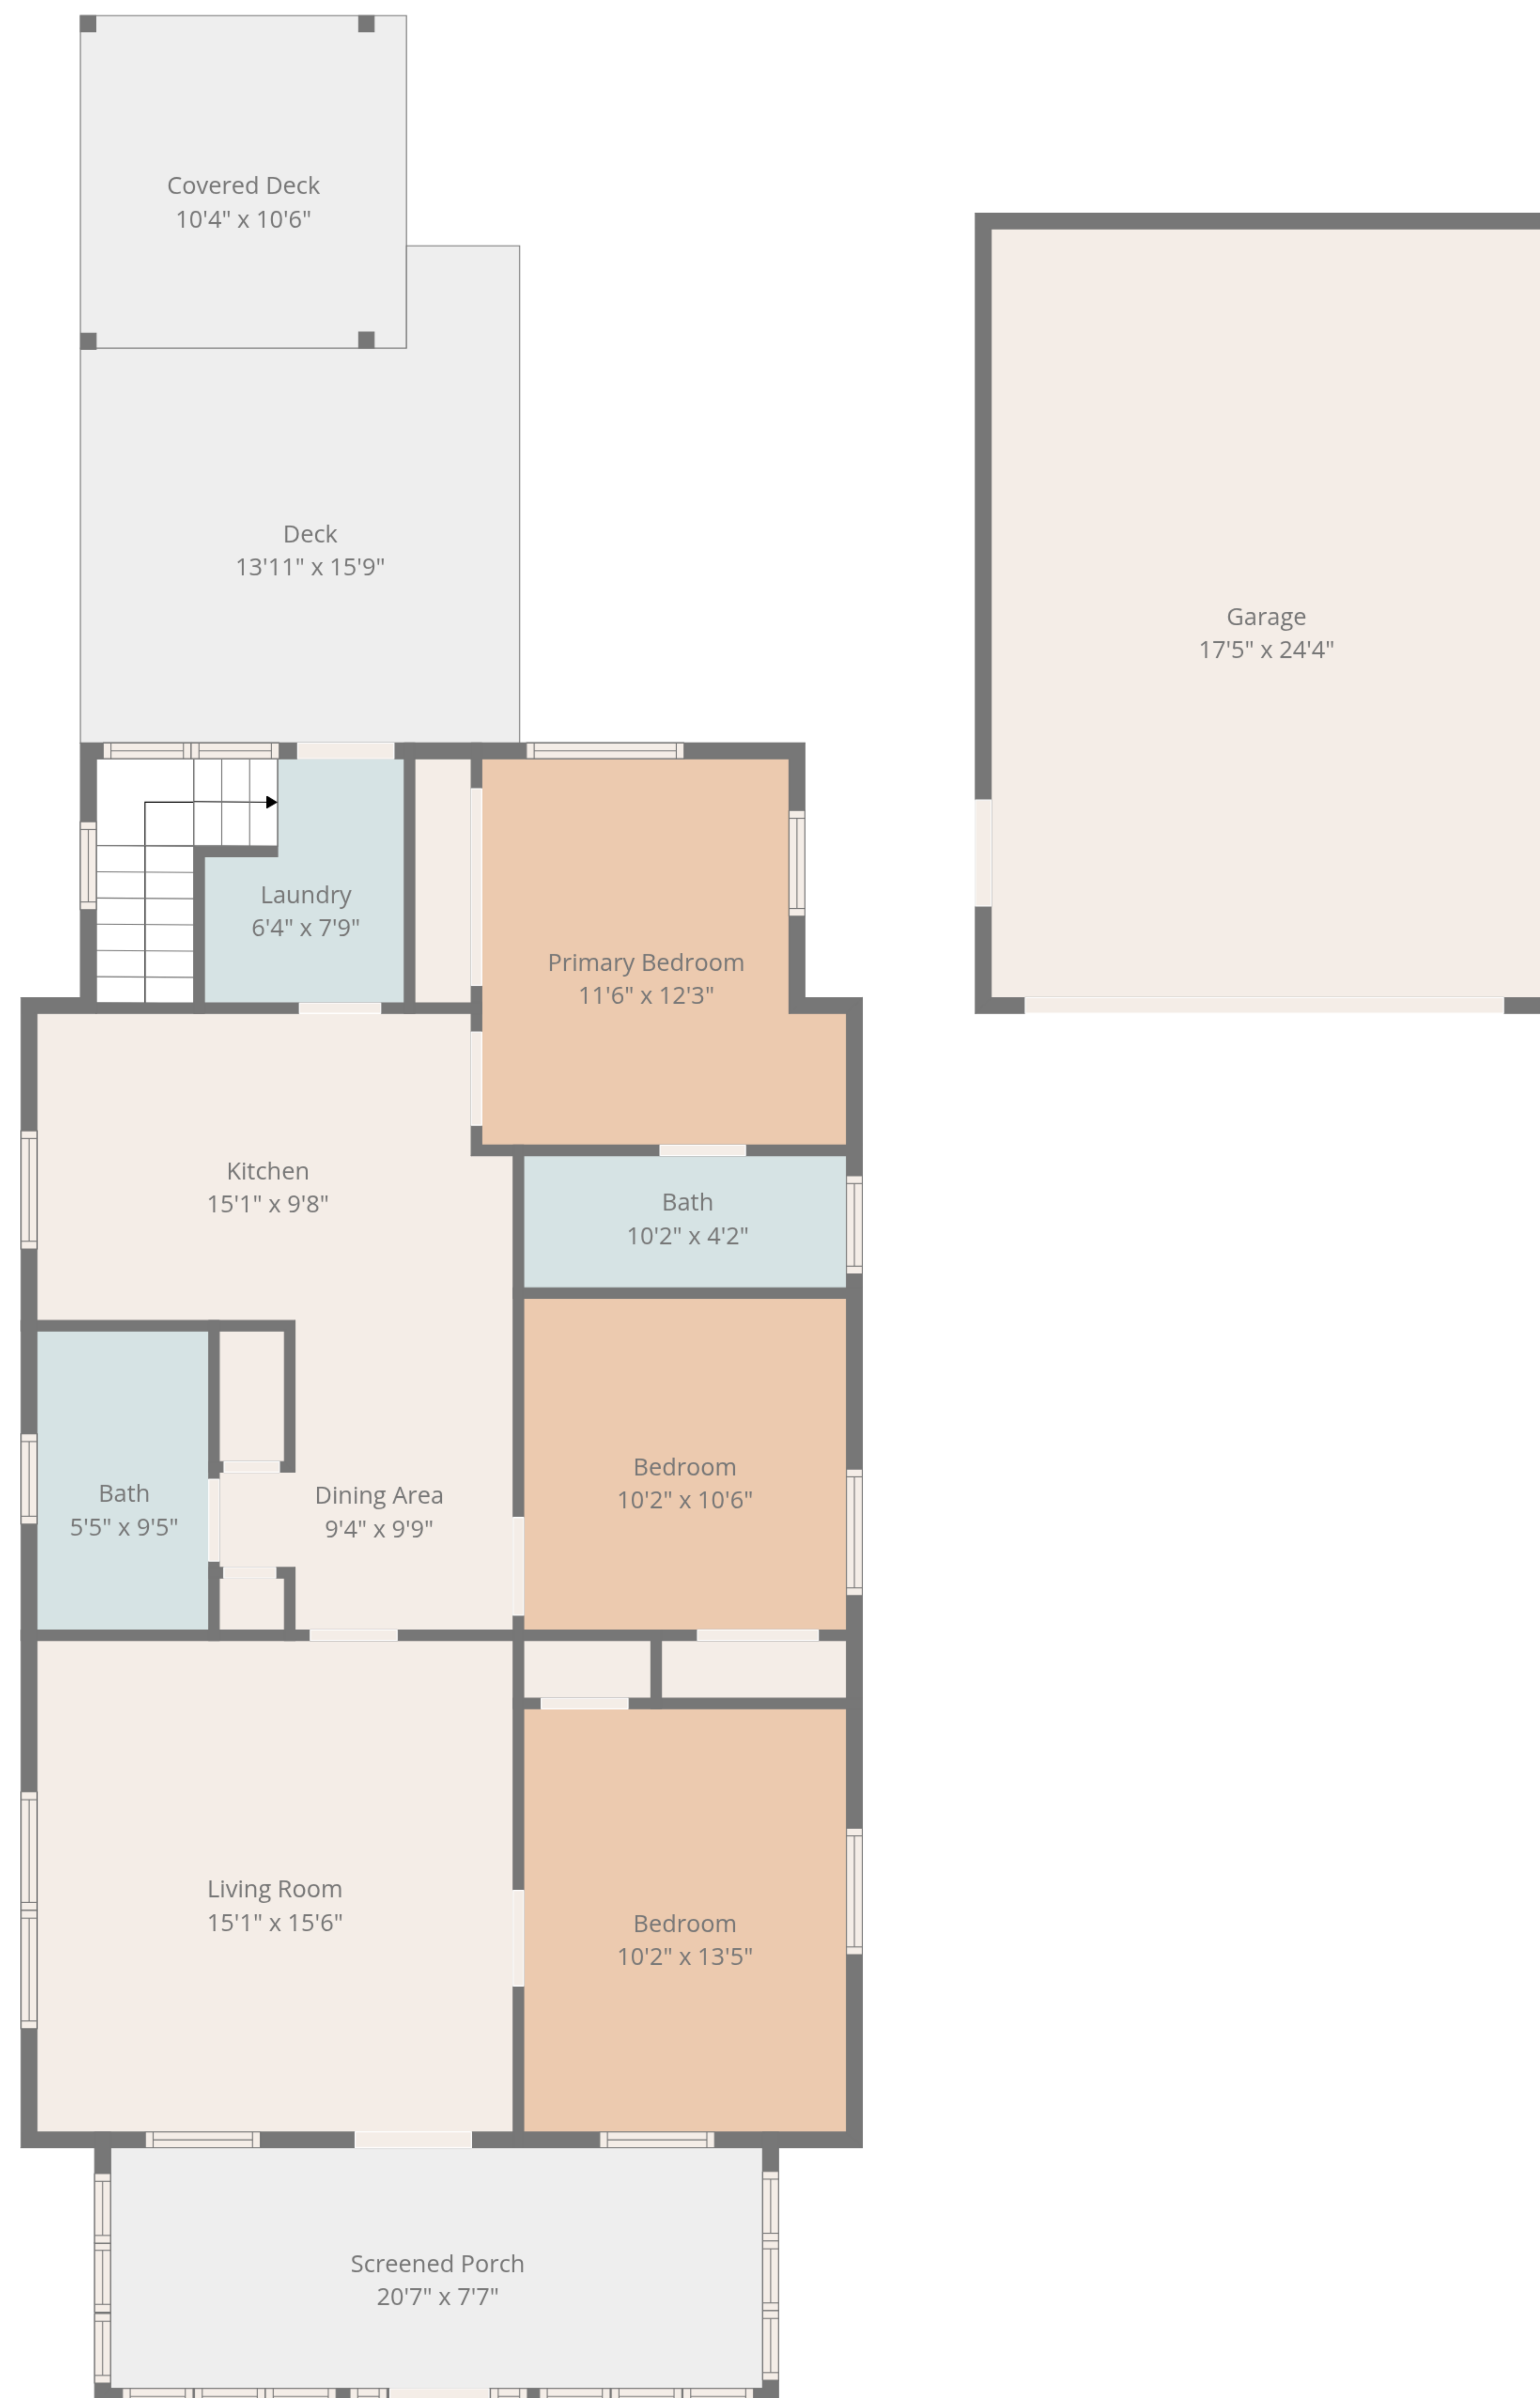 Covered Deck
10'4" x 10'6"
Deck
13'11" x 15'9"
Garage
17'5" x 24'4"
Laundry
6'4" x 7'9"
Primary Bedroom
11'6" x 12'3"
Kitchen
15'1" x 9'8"
Bath
10'2" x 4'2"
Bedroom
10'2" x 10'6"
Bath
5'5" x 9'5"
Dining Area
9'4" x 9'9"
Living Room
15'1" x 15'6"
Bedroom
10'2" x 13'5"
Screened Porch
20'7" x 7'7"